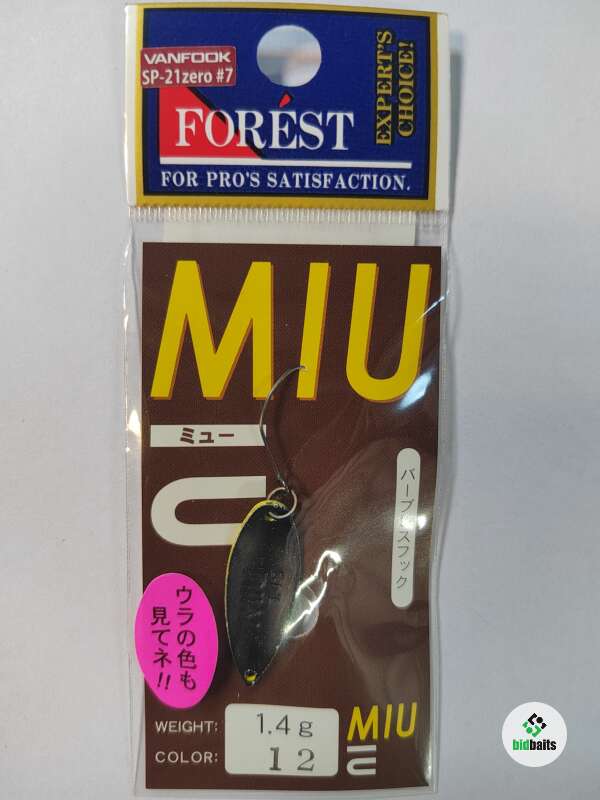 VANFOOK
SP-21zero #7
FORÉST
EXPERT'S
CHOICE!
FOR PRO'S SATISFACTION.
MIU
ミュー
バーブレスフック
ウラの色も
見てネ!!
WEIGHT: 1.4g
COLOR: 12
MIU
bidbaits